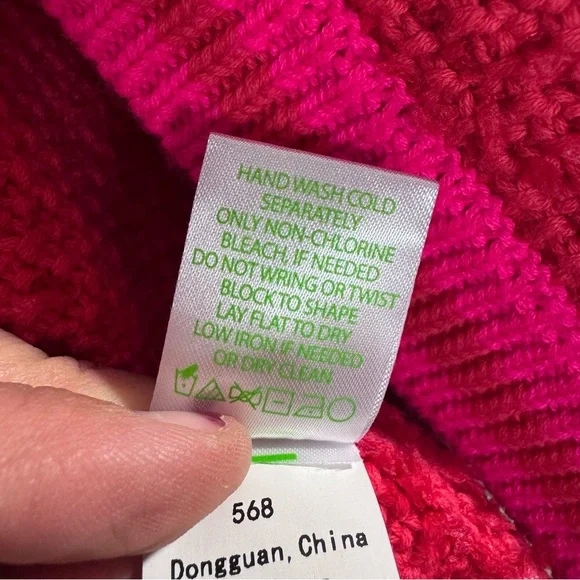 HAND WASH COLD
SEPARATELY
ONLY NON-CHLORINE
BLEACH, IF NEEDED
DO NOT WRING OR TWIST
BLOCK TO SHAPE
LAY FLAT TO DRY
LOW IRON IF NEEDED
OR DRY CLEAN
568
Dongguan, China